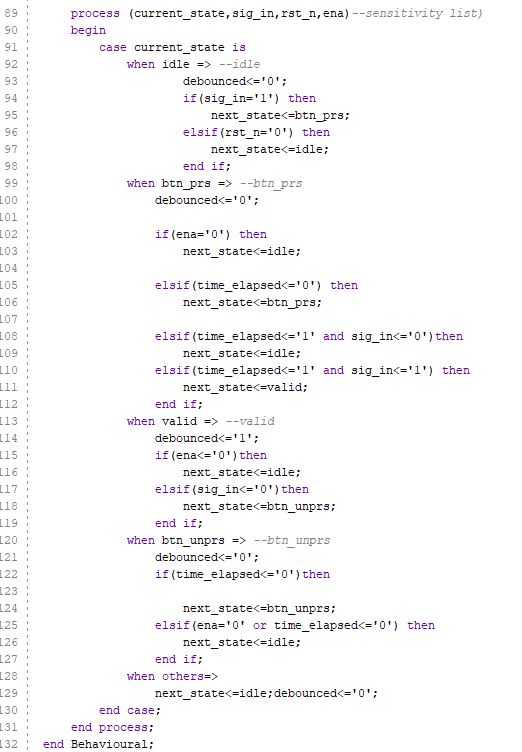 89 process (current_state,sig_in,rst_n,ena)--sensitivity list)
90 begin
91 case current_state is
92 when idle => --idle
93 debounced<='0';
94 if(sig_in='1') then
95 next_state<=btn_prs;
96 elsif(rst_n='0') then
97 next_state<=idle;
98 end if;
99 when btn_prs => --btn_prs
100 debounced<='0';
101
102 if(ena='0') then
103 next_state<=idle;
104
105 elsif(time_elapsed<='0') then
106 next_state<=btn_prs;
107
108 elsif(time_elapsed<='1' and sig_in<='0')then
109 next_state<=idle;
110 elsif(time_elapsed<='1' and sig_in<='1') then
111 next_state<=valid;
112 end if;
113 when valid => --valid
114 debounced<='1';
115 if(ena<='0')then
116 next_state<=idle;
117 elsif(sig_in<='0')then
118 next_state<=btn_unprs;
119 end if;
120 when btn_unprs => --btn_unprs
121 debounced<='0';
122 if(time_elapsed<='0')then
123
124 next_state<=btn_unprs;
125 elsif(ena='0' or time_elapsed<='0') then
126 next_state<=idle;
127 end if;
128 when others=>
129 next_state<=idle;debounced<='0';
130 end case;
131 end process;
132 end Behavioural;